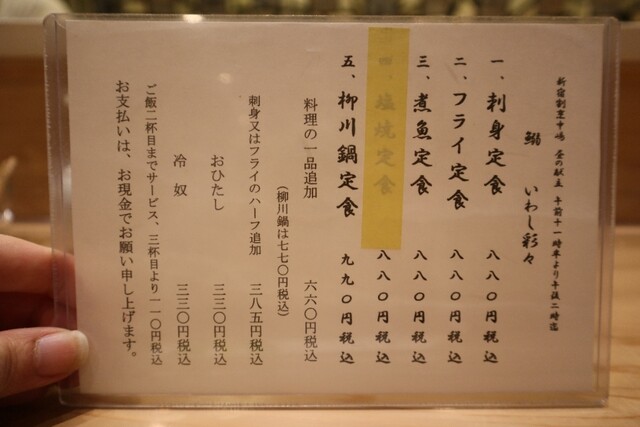 新宿割烹中嶋 昼の献立 午前十一時半より午後二時迄
鰯 いわし彩々
一、刺身定食 八八〇円税込
二、フライ定食 八八〇円税込
三、煮魚定食 八八〇円税込
四、塩焼定食 八八〇円税込
五、柳川鍋定食 九九〇円税込
料理の一品追加 六六〇円税込
(柳川鍋は七七〇円税込)
刺身又はフライのハーフ追加 三八五円税込
おひたし 三三〇円税込
冷奴 三三〇円税込
ご飯二杯目までサービス、三杯目より一一〇円税込
お支払いは、お現金でお願い申し上げます。